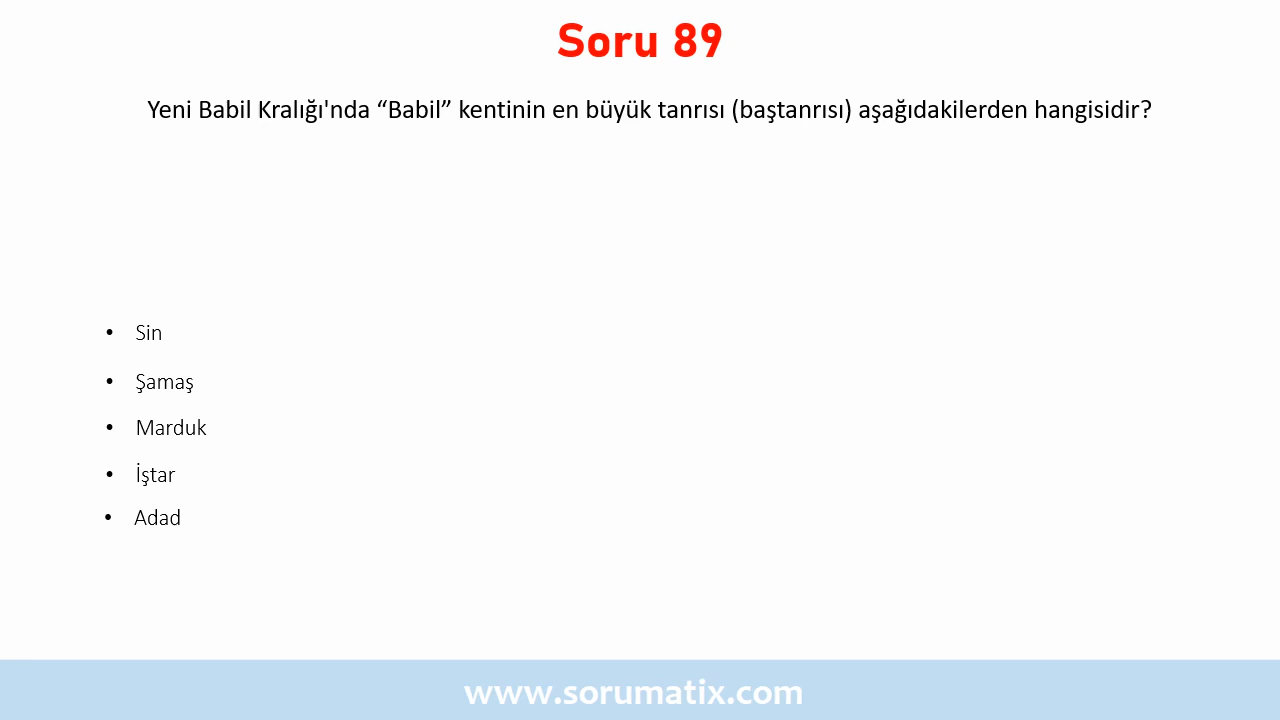 Soru 89
Yeni Babil Kralığı'nda “Babil” kentinin en büyük tanrısı (baştanrısı) aşağıdakilerden hangisidir?
• Sin
• Şamaş
• Marduk
• İştar
• Adad
www.sorumatix.com